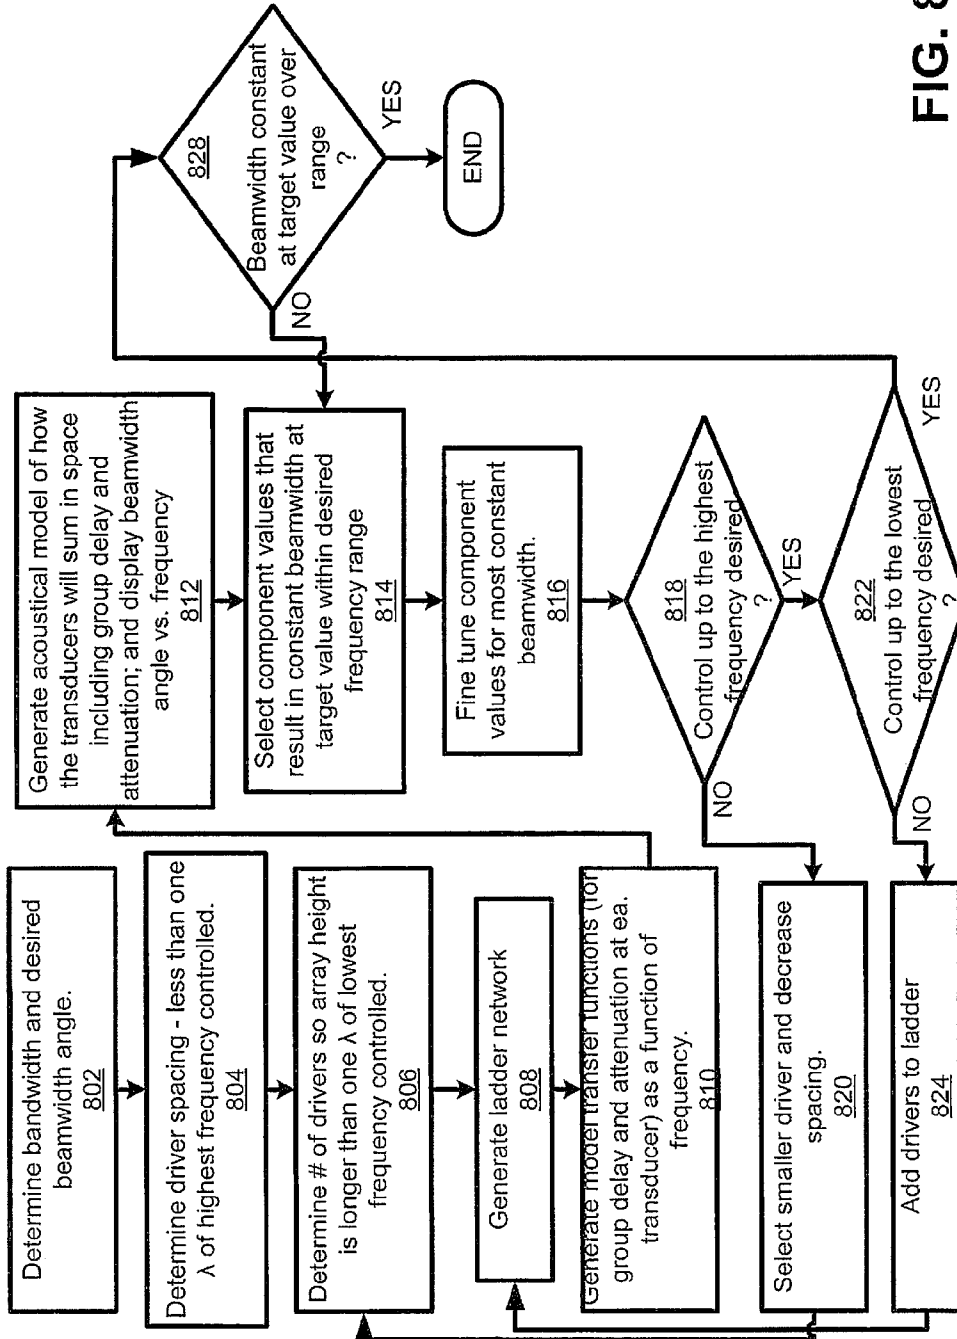 Determine bandwidth and desired
beamwidth angle.
802
Determine driver spacing - less than one
λ of highest frequency controlled.
804
Determine # of drivers so array height
is longer than one λ of lowest
frequency controlled.
806
Generate ladder network
808
Generate model transfer functions (for
group delay and attenuation at ea.
transducer) as a function of
frequency.
810
Generate acoustical model of how
the transducers will sum in space
including group delay and
attenuation; and display beamwidth
angle vs. frequency
812
Select component values that
result in constant beamwidth at
target value within desired
frequency range
814
Fine tune component
values for most constant
beamwidth.
816
818
Control up to the highest
frequency desired
?
NO
YES
Select smaller driver and decrease
spacing.
820
822
Control up to the lowest
frequency desired
?
NO
YES
Add drivers to ladder
824
828
Beamwidth constant
at target value over
range
?
NO
YES
END
FIG. 8